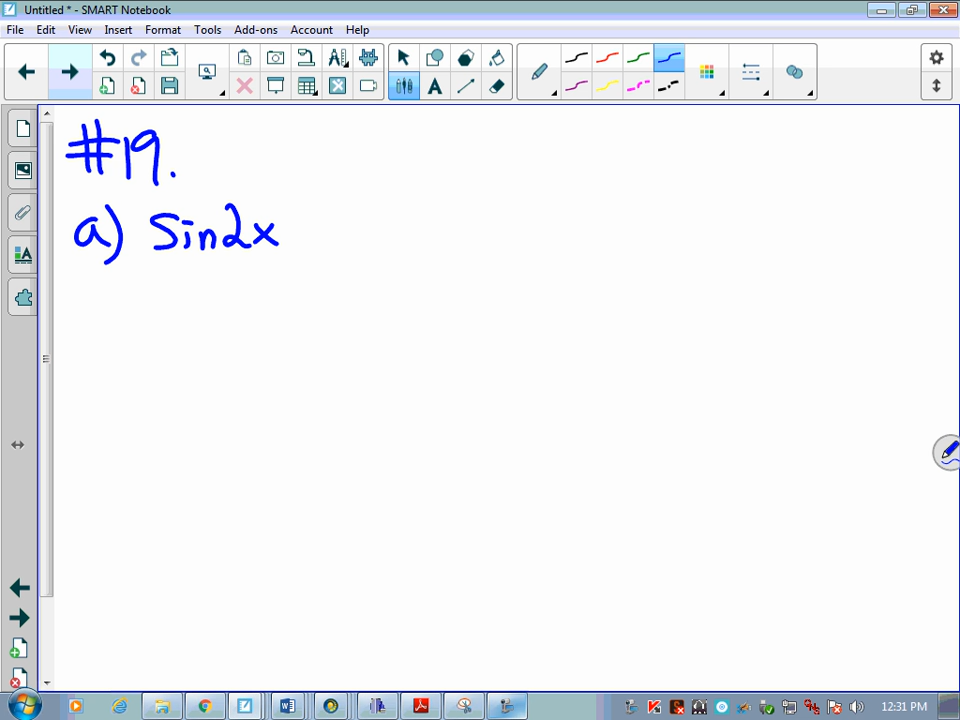 Untitled * - SMART Notebook
File Edit View Insert Format Tools Add-ons Account Help
#19.
a) Sin2x
12:31 PM